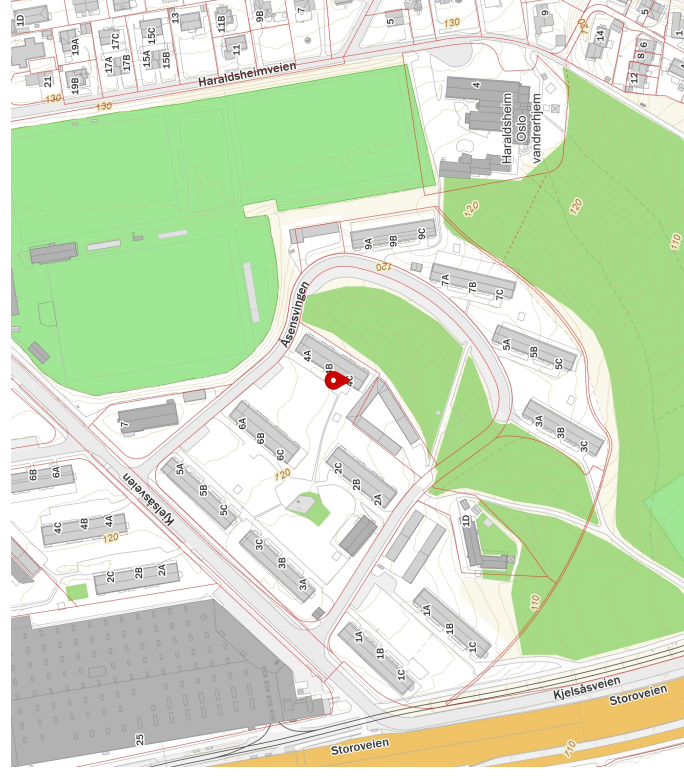 1D
19A
17C
15C
13
11B
9B
7
5
130
9
130
14
5
1
6
8
12
4
21
19B
17A
17B
15A
15B
11
Haraldsheimveien
130
130
4
Haraldsheim
Oslo
vandrerhjem
120
120
110
9A
9B
9C
120
7A
7B
7C
Åsensvingen
4A
4B
4C
5A
5B
5C
7
6A
6B
6C
3A
3B
3C
5A
5B
5C
120
2C
2B
2A
Kjelsåsveien
6B
6A
4C
4B
4A
120
3C
3B
3A
1D
2C
2B
2A
1A
1B
1C
1A
1B
1C
110
Kjelsåsveien
Storoveien
25
Storoveien
110